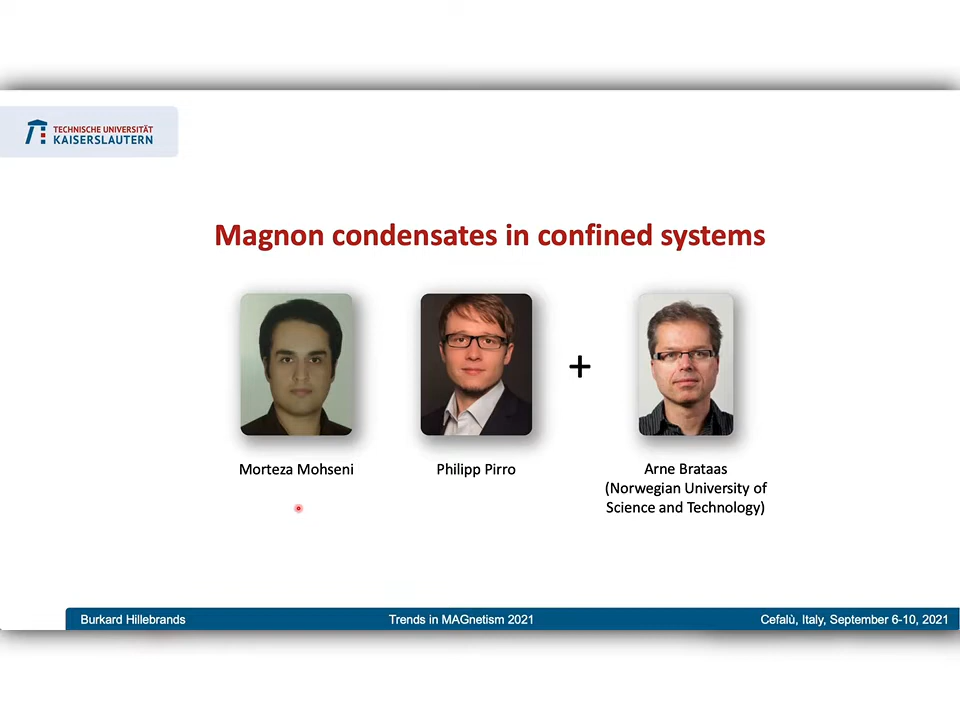 TECHNISCHE UNIVERSITÄT
KAISERSLAUTERN
Magnon condensates in confined systems
+
Morteza Mohseni
Philipp Pirro
Arne Brataas
(Norwegian University of
Science and Technology)
Burkard Hillebrands
Trends in MAGnetism 2021
Cefalù, Italy, September 6-10, 2021